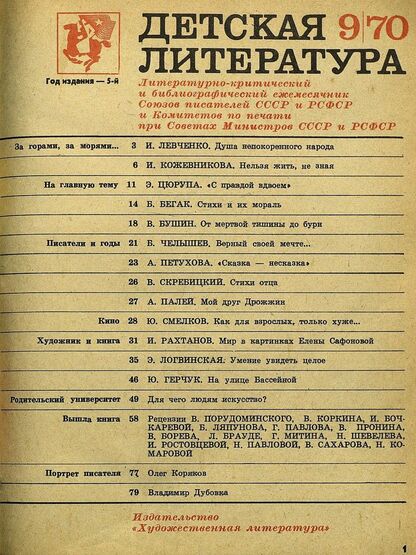 Год издания — 5-й
ДЕТСКАЯ 9/70
ЛИТЕРАТУРА
Литературно-критический
и библиографический ежемесячник
Союзов писателей СССР и РСФСР
и Комитетов по печати
при Советах Министров СССР и РСФСР
За горами, за морями... 3 И. ЛЕВЧЕНКО. Душа непокоренного народа
6 И. КОЖЕВНИКОВА. Нельзя жить, не зная
На главную тему 11 Э. ЦЮРУПА. «С правдой вдвоем»
14 Б. БЕГАК. Стихи и их мораль
18 В. БУШИН. От мертвой тишины до бури
Писатели и годы 21 Б. ЧЕЛЫШЕВ. Верный своей мечте...
23 А. ПЕТУХОВА. «Сказка — несказка»
26 В. СКРЕБИЦКИЙ. Стихи отца
27 А. ПАЛЕЙ. Мой друг Дрожжин
Кино 28 Ю. СМЕЛКОВ. Как для взрослых, только хуже...
Художник и книга 31 И. РАХТАНОВ. Мир в картинках Елены Сафоновой
35 Э. ЛОГВИНСКАЯ. Умение увидеть целое
46 Ю. ГЕРЧУК. На улице Бассейной
Родительский университет 49 Для чего людям искусство?
Вышла книга 58 Рецензии В. ПОРУДОМИНСКОГО, В. КОРКИНА, И. БОЧ-
КАРЕВОЙ, Б. ЛЯПУНОВА, Г. ПАВЛОВА, В. ПРОНИНА,
В. БОРЕВА, Л. БРАУДЕ, Г. МИТИНА, Н. ШЕВЕЛЕВА,
И. РОСТОВЦЕВОЙ, Н. ПАВЛОВОЙ, В. САХАРОВА, Н. КО-
МАРОВОЙ
Портрет писателя 77 Олег Коряков
79 Владимир Дубовка
Издательство
«Художественная литература»
1